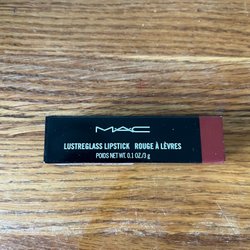 MAC
LUSTREGLASS LIPSTICK ROUGE À LÈVRES
POIDS NET WT. 0.1 OZ/3 g